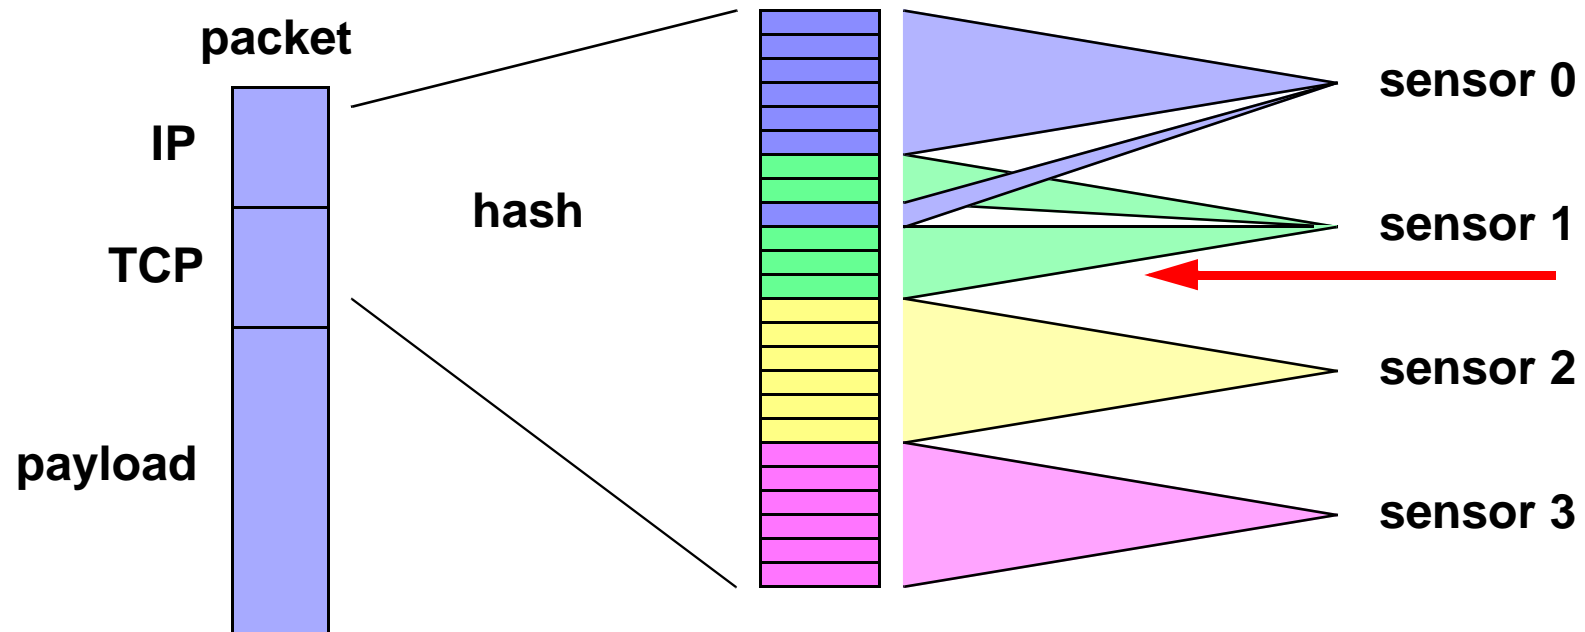 packet
IP
TCP
payload
hash
sensor 0
sensor 1
sensor 2
sensor 3